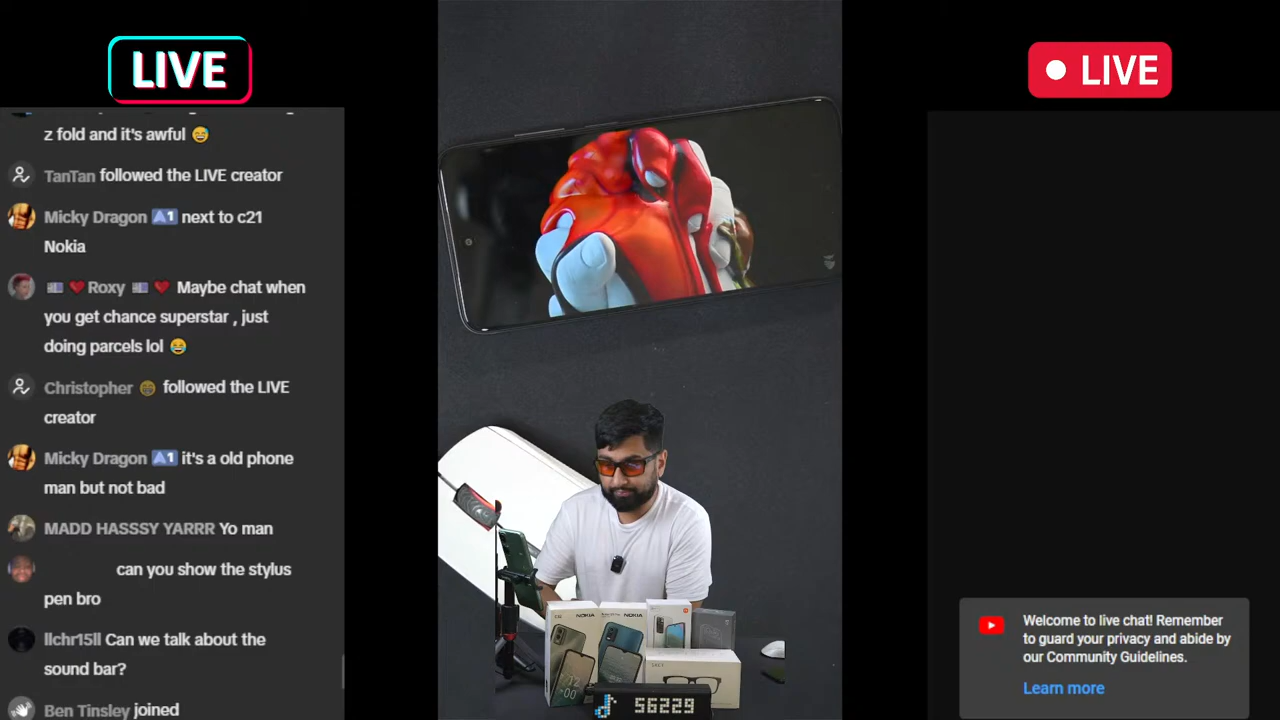 LIVE
z fold and it's awful 😅
TanTan followed the LIVE creator
Micky Dragon A1 next to c21
Nokia
Roxy Maybe chat when
you get chance superstar , just
doing parcels lol 😂
Christopher followed the LIVE
creator
Micky Dragon A1 it's a old phone
man but not bad
MADD HASSSY YARRR Yo man
can you show the stylus
pen bro
llchr15ll Can we talk about the
sound bar?
Ben Tinsley joined
NOKIA
NOKIA
56229
LIVE
Welcome to live chat! Remember
to guard your privacy and abide by
our Community Guidelines.
Learn more